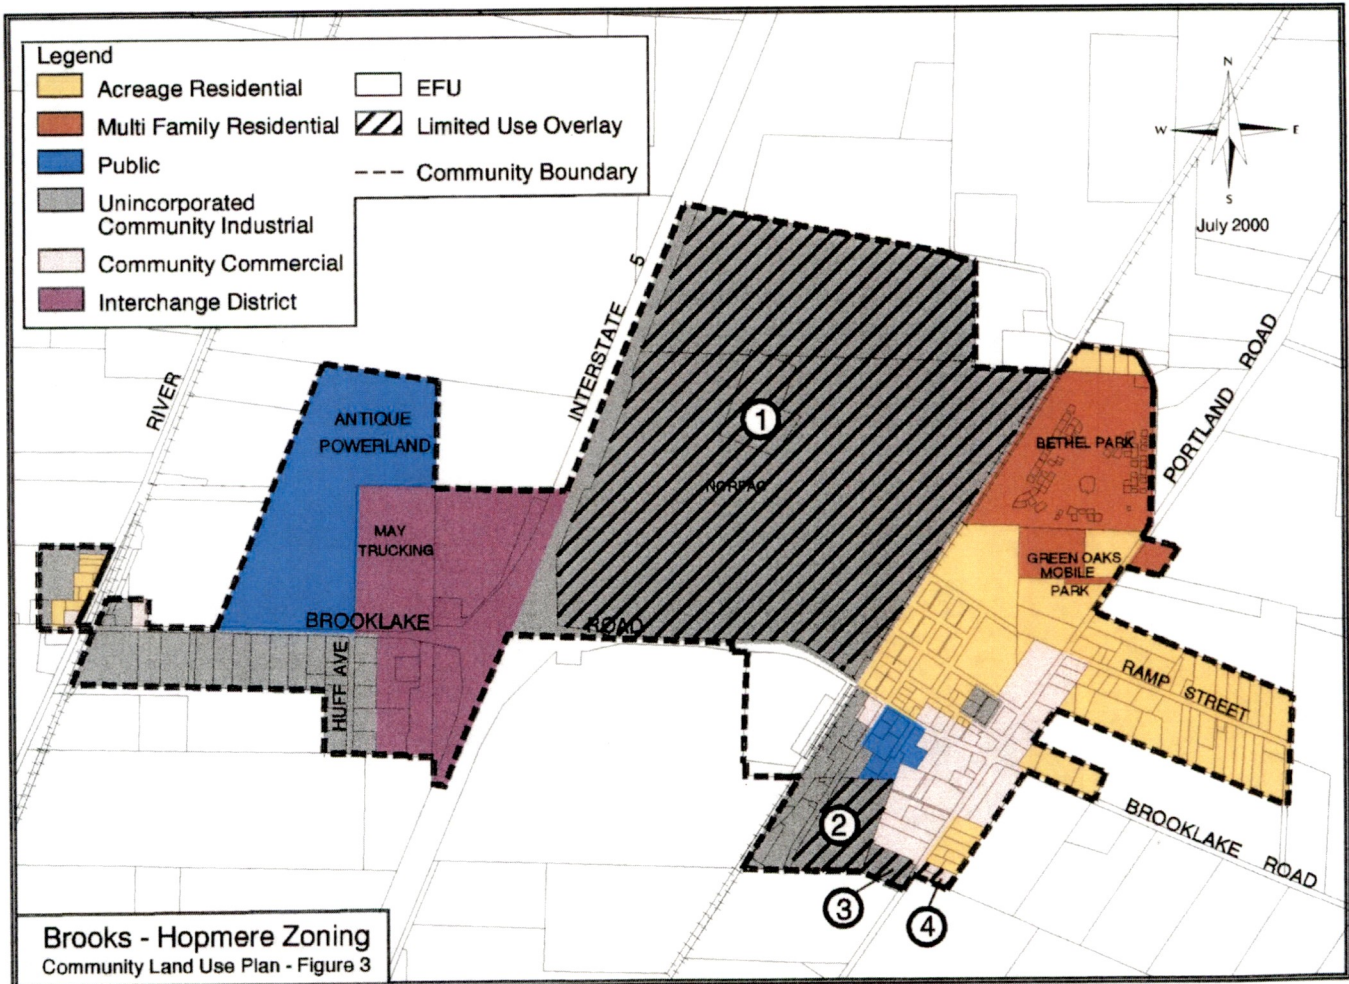 Legend
Acreage Residential
Multi Family Residential
Public
Unincorporated
Community Industrial
Community Commercial
Interchange District
EFU
Limited Use Overlay
Community Boundary
N
W E
S
July 2000
INTERSTATE 5
RIVER
PORTLAND ROAD
ANTIQUE
POWERLAND
1
BETHEL PARK
NORPAC
MAY
TRUCKING
GREEN OAKS
MOBILE
PARK
BROOKLAKE ROAD
HUFF AVE
RAMP STREET
2
BROOKLAKE ROAD
3
4
Brooks - Hopmere Zoning
Community Land Use Plan - Figure 3